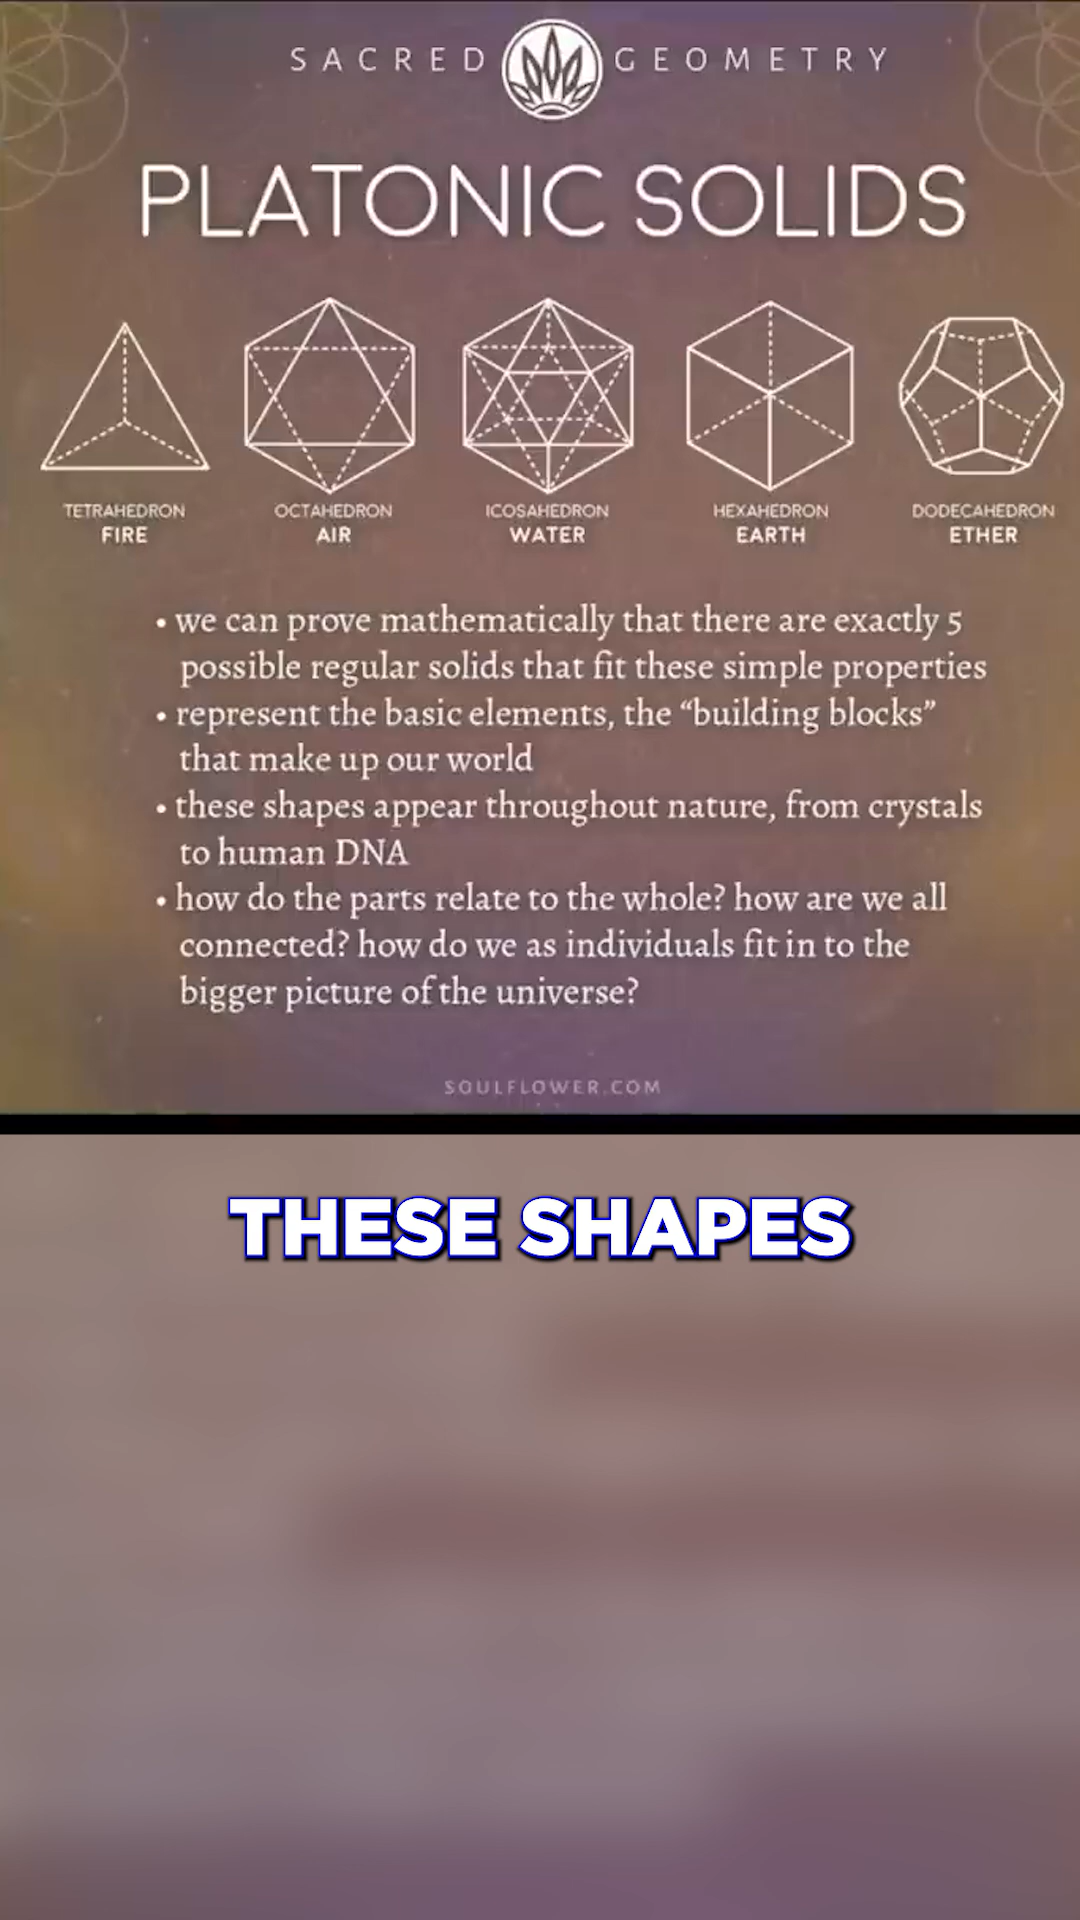 SACRED GEOMETRY
PLATONIC SOLIDS
TETRAHEDRON
FIRE
OCTAHEDRON
AIR
ICOSAHEDRON
WATER
HEXAHEDRON
EARTH
DODECAHEDRON
ETHER
• we can prove mathematically that there are exactly 5
possible regular solids that fit these simple properties
• represent the basic elements, the “building blocks”
that make up our world
• these shapes appear throughout nature, from crystals
to human DNA
• how do the parts relate to the whole? how are we all
connected? how do we as individuals fit in to the
bigger picture of the universe?
SOULFLOWER.COM
THESE SHAPES